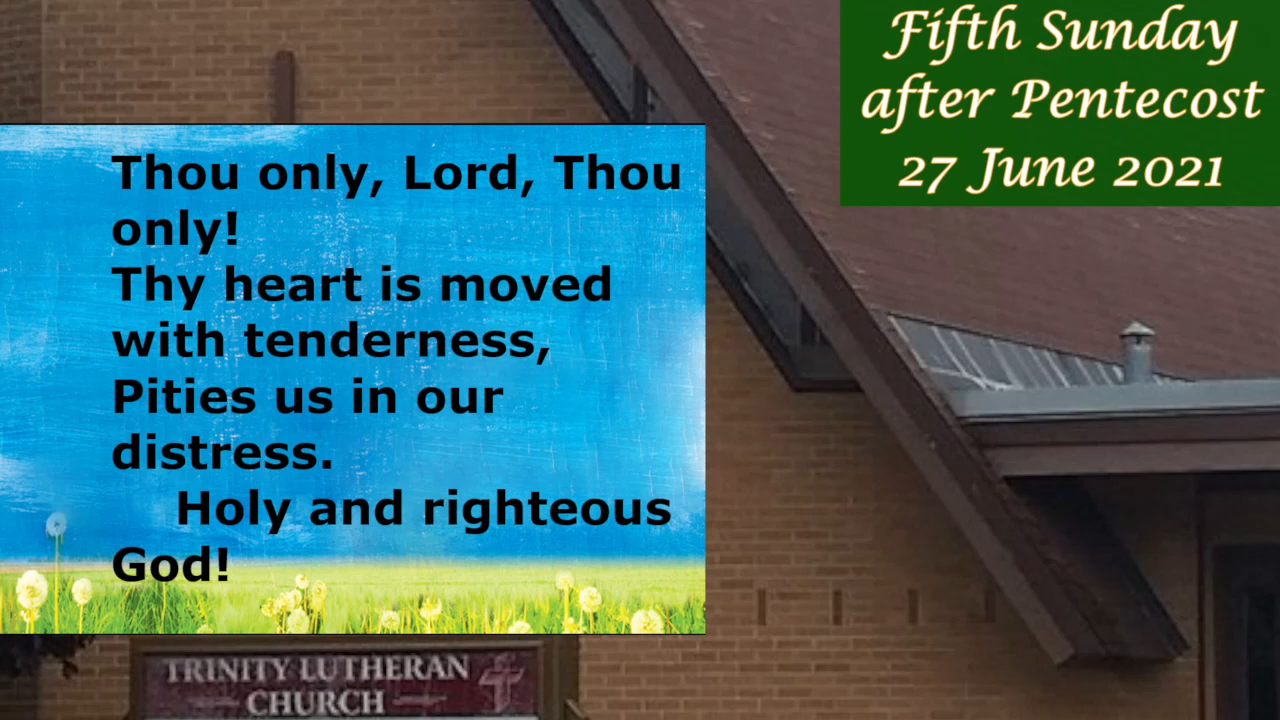 Fifth Sunday
after Pentecost
27 June 2021
Thou only, Lord, Thou
only!
Thy heart is moved
with tenderness,
Pities us in our
distress.
Holy and righteous
God!
TRINITY LUTHERAN
CHURCH